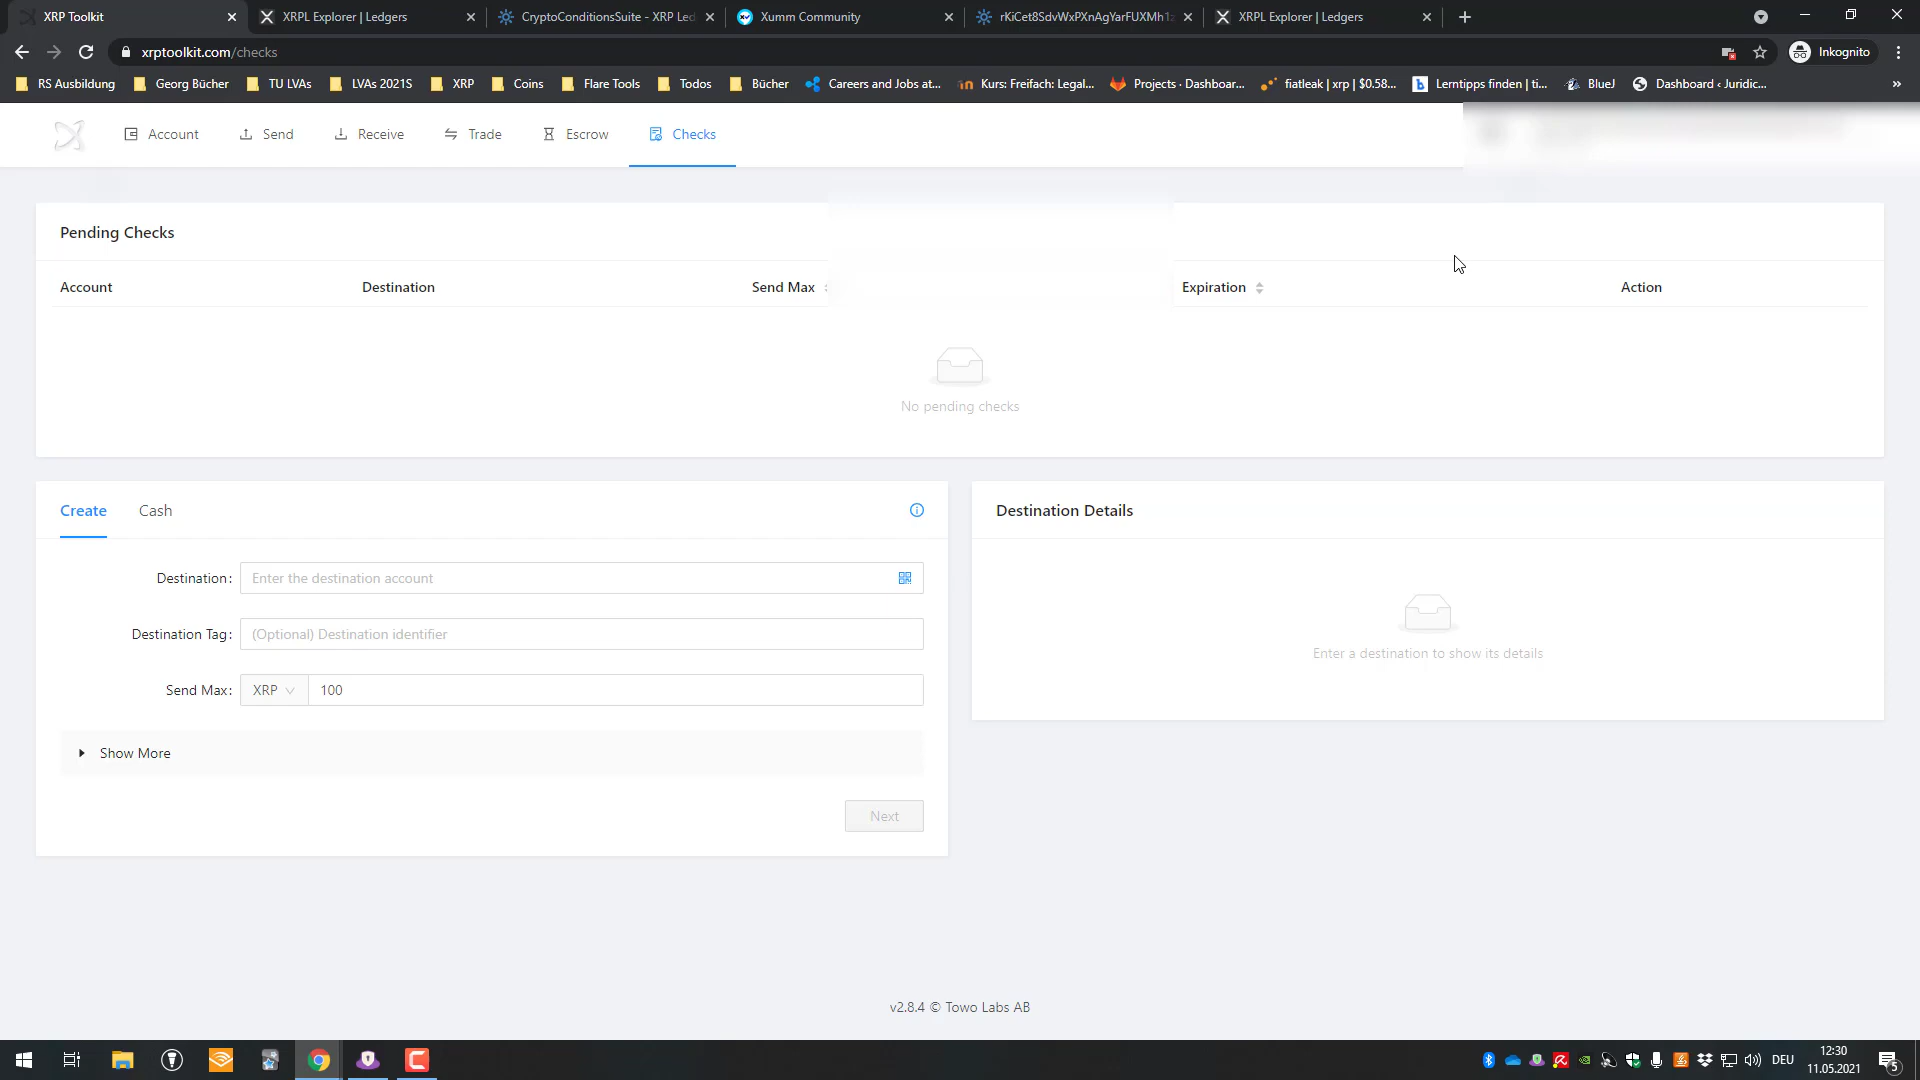 XRP Toolkit
XRPL Explorer | Ledgers
CryptoConditionsSuite - XRP Led
Xumm Community
rKiCet8SdvWxPXnAgYarFUXMh1
XRPL Explorer | Ledgers
xrptoolkit.com/checks
Inkognito
RS Ausbildung
Georg Bücher
TU LVAs
LVAs 2021S
XRP
Coins
Flare Tools
Todos
Bücher
Careers and Jobs at...
Kurs: Freifach: Legal...
Projects · Dashboar...
fiatleak | xrp | $0.58...
Lerntipps finden | ti...
BlueJ
Dashboard ‹ Juridic...
»
Account
Send
Receive
Trade
Escrow
Checks
Pending Checks
Account
Destination
Send Max
Expiration
Action
No pending checks
Create
Cash
Destination:
Enter the destination account
Destination Tag:
(Optional) Destination identifier
Send Max:
XRP
100
Show More
Next
Destination Details
Enter a destination to show its details
v2.8.4 © Towo Labs AB
DEU
12:30
11.05.2021
5